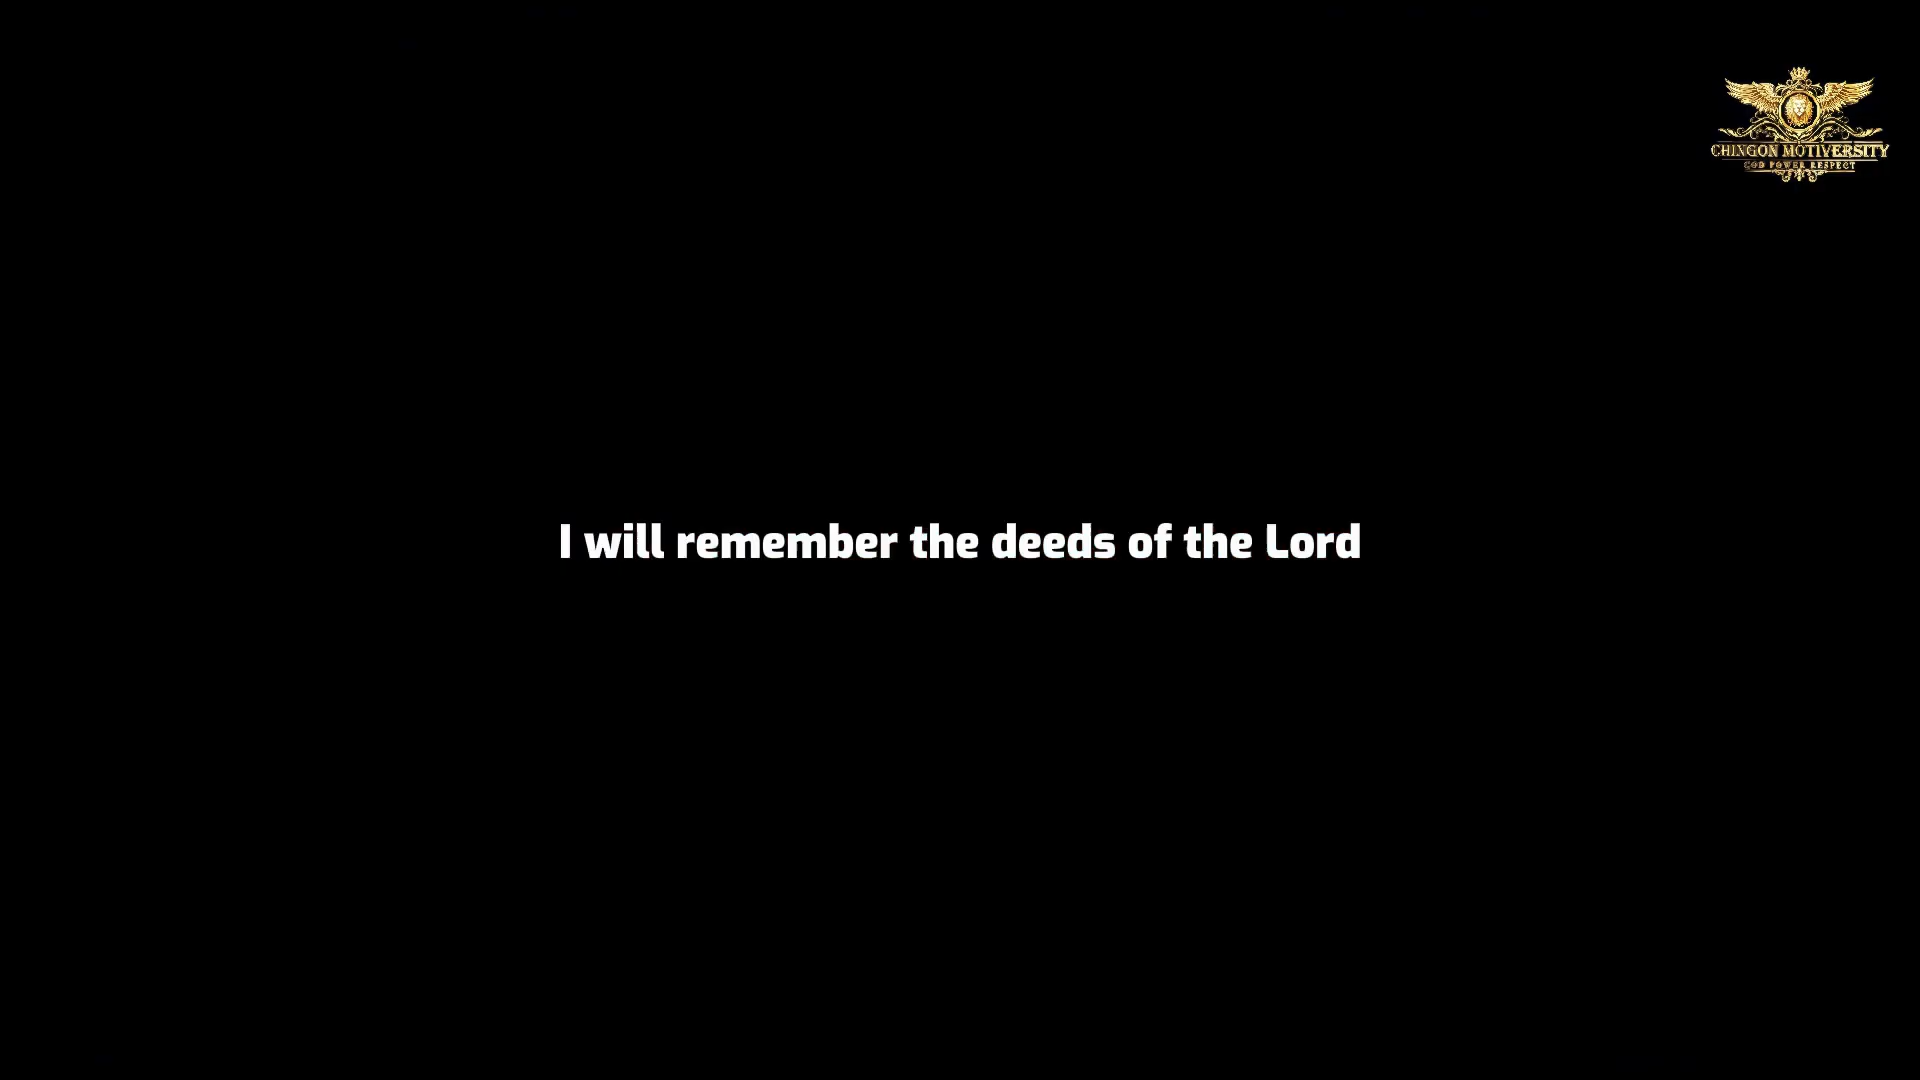 CHINGON MOTIVERSITY
GOD POWER RESPECT
I will remember the deeds of the Lord